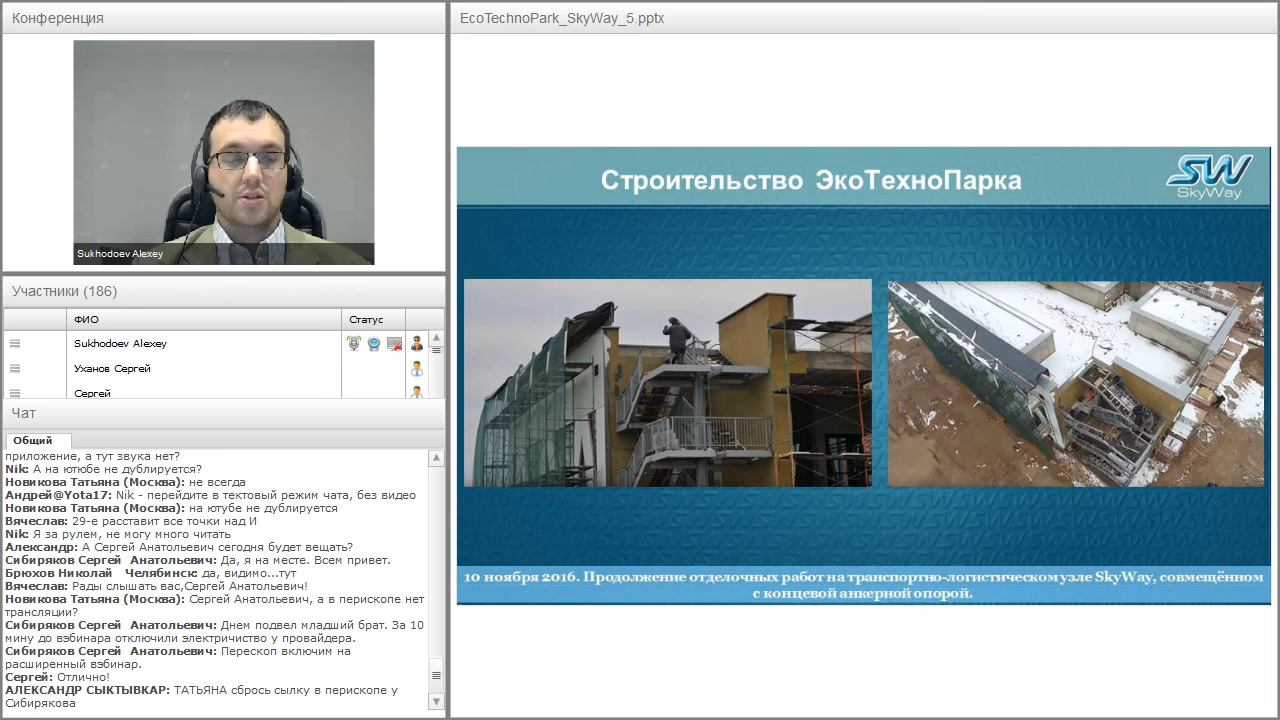 Конференция
Sukhodoev Alexey
Участники (186)
ФИО
Статус
Sukhodoev Alexey
Уханов Сергей
Сергей
Чат
Общий
приложение, а тут звука нет?
Nik: А на ютюбе не дублируется?
Новикова Татьяна (Москва): не всегда
Андрей@Yota17: Nik - перейдите в тектовый режим чата, без видео
Новикова Татьяна (Москва): на ютубе не дублируется
Вячеслав: 29-е расставит все точки над И
Nik: Я за рулем, не могу много читать
Александр: А Сергей Анатольевич сегодня будет вещать?
Сибиряков Сергей Анатольевич: Да, я на месте. Всем привет.
Брюхов Николай Челябинск: да, видимо...тут
Вячеслав: Рады слышать вас,Сергей Анатольевич!
Новикова Татьяна (Москва): Сергей Анатольевич, а в перископе нет
трансляции?
Сибиряков Сергей Анатольевич: Днем подвел младший брат. За 10
мину до вэбинара отключили электричиство у провайдера.
Сибиряков Сергей Анатольевич: Перескоп включим на
расширенный вэбинар.
Сергей: Отлично!
АЛЕКСАНДР СЫКТЫВКАР: ТАТЬЯНА сбрось сылку в перископе у
Сибирякова
EcoTechnoPark_SkyWay_5.pptx
Строительство ЭкоТехноПарка
SW
SkyWay
10 ноября 2016. Продолжение отделочных работ на транспортно-логистическом узле SkyWay, совмещённом
с концевой анкерной опорой.